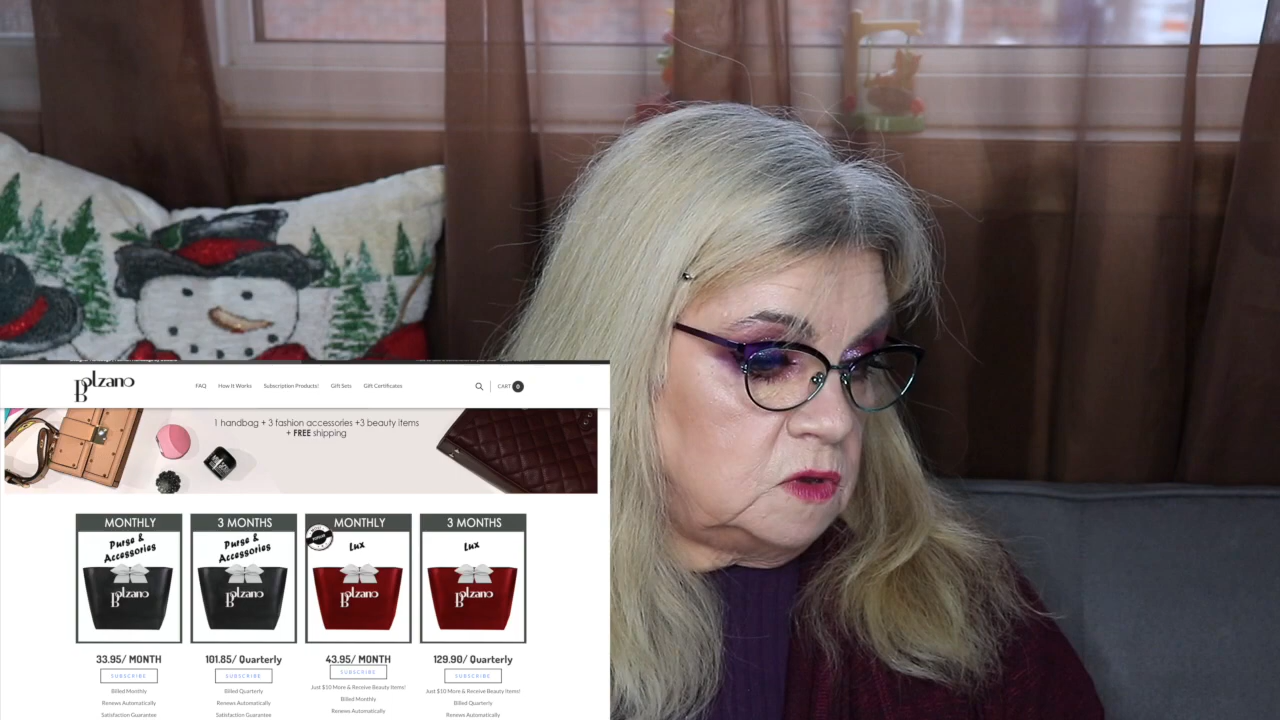 Bolzano
FAQ How It Works Subscription Products! Gift Sets Gift Certificates CART 0
1 handbag + 3 fashion accessories +3 beauty items
+ FREE shipping
MONTHLY
Purse &
Accessories
Bolzano
33.95/ MONTH
SUBSCRIBE
Billed Monthly
Renews Automatically
Satisfaction Guarantee
3 MONTHS
Purse &
Accessories
Bolzano
101.85/ Quarterly
SUBSCRIBE
Billed Quarterly
Renews Automatically
Satisfaction Guarantee
MONTHLY
Lux
Bolzano
43.95/ MONTH
SUBSCRIBE
Just $10 More & Receive Beauty Items!
Billed Monthly
Renews Automatically
3 MONTHS
Lux
Bolzano
129.90/ Quarterly
SUBSCRIBE
Just $10 More & Receive Beauty Items!
Billed Quarterly
Renews Automatically